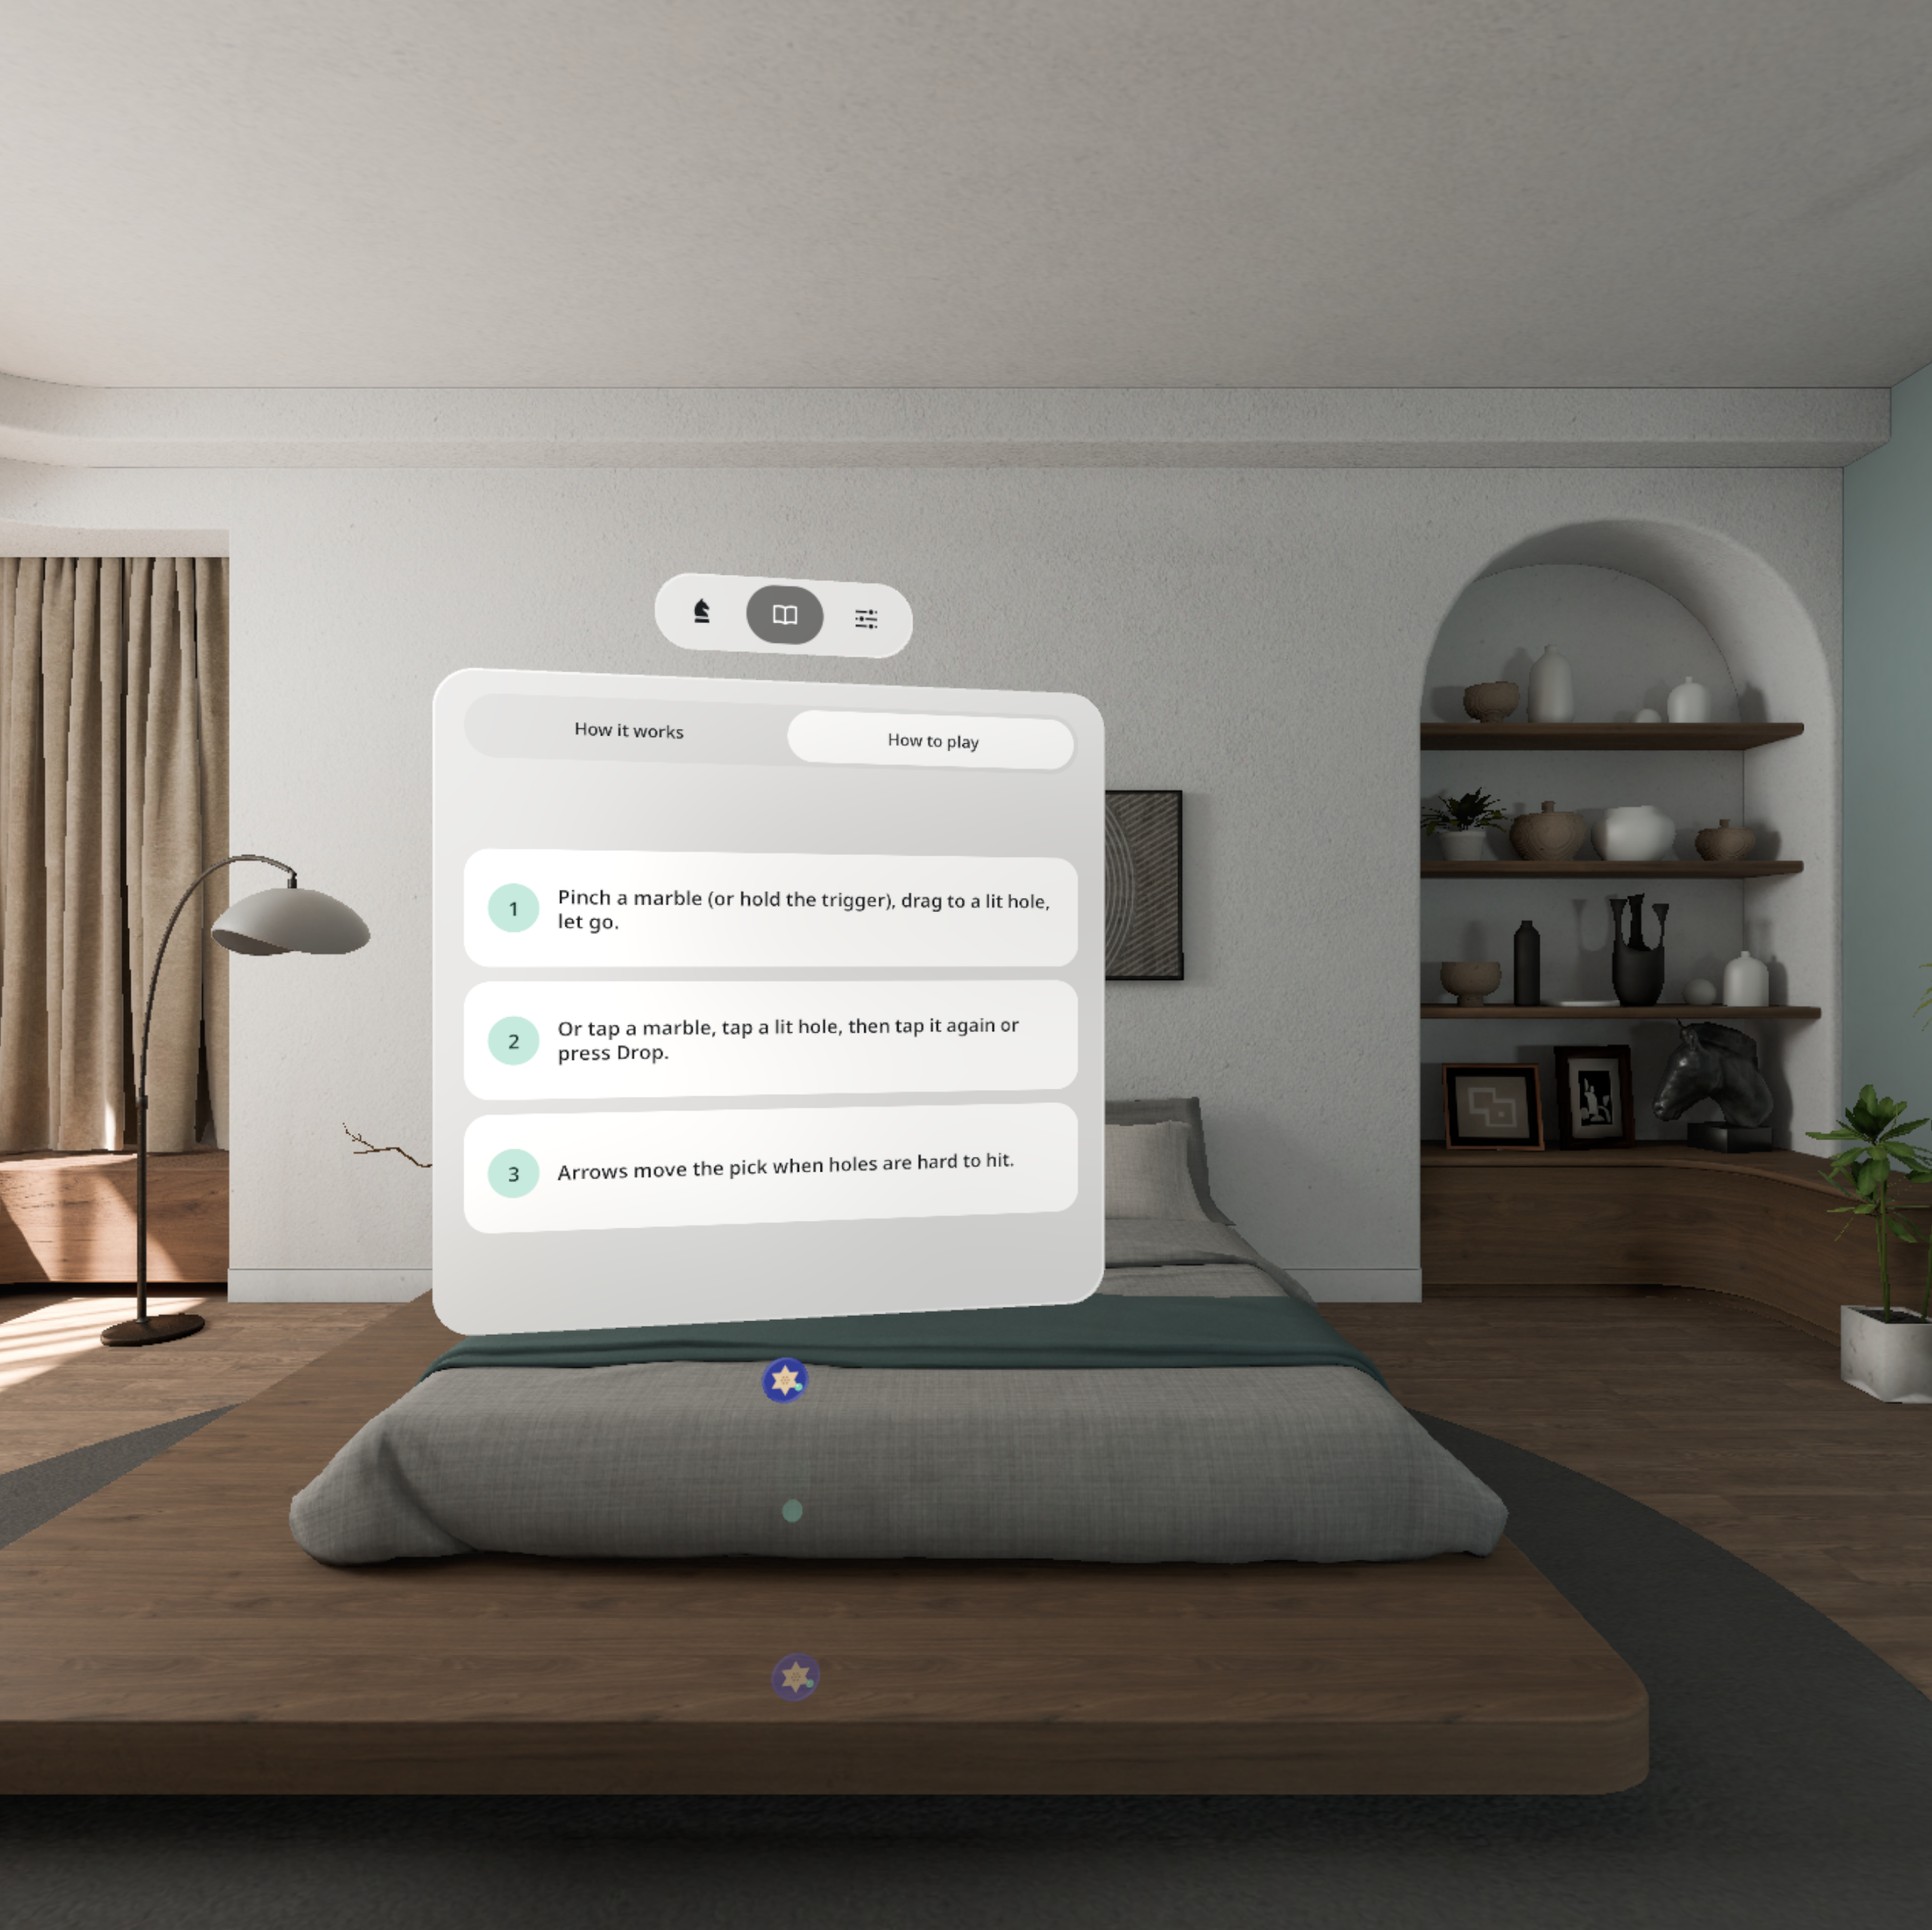 How it works
How to play
1
Pinch a marble (or hold the trigger), drag to a lit hole,
let go.
2
Or tap a marble, tap a lit hole, then tap it again or
press Drop.
3
Arrows move the pick when holes are hard to hit.